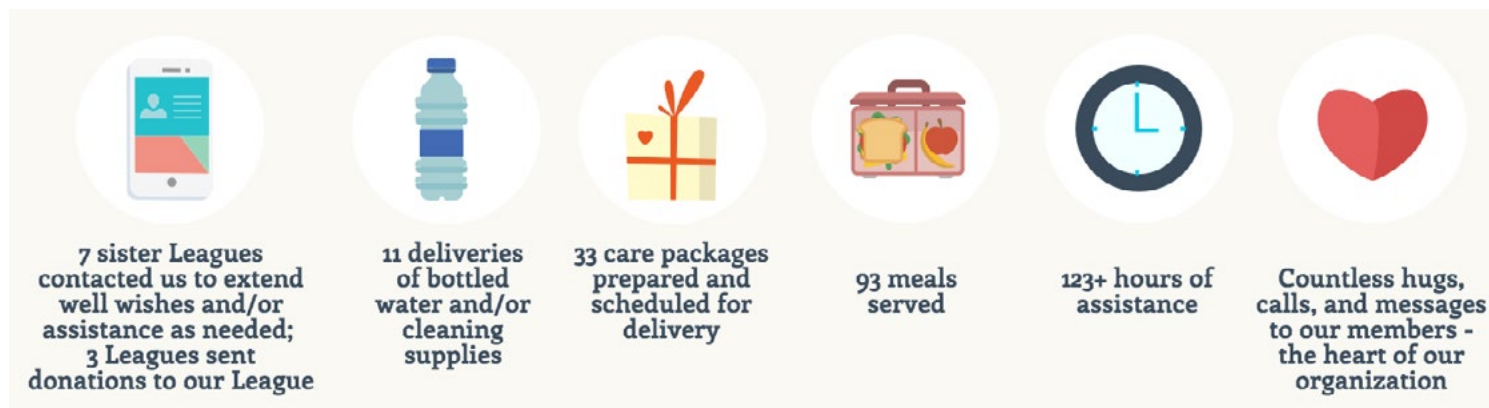 7 sister Leagues
contacted us to extend
well wishes and/or
assistance as needed;
3 Leagues sent
donations to our League
11 deliveries
of bottled
water and/or
cleaning
supplies
33 care packages
prepared and
scheduled for
delivery
93 meals
served
123+ hours of
assistance
Countless hugs,
calls, and messages
to our members -
the heart of our
organization